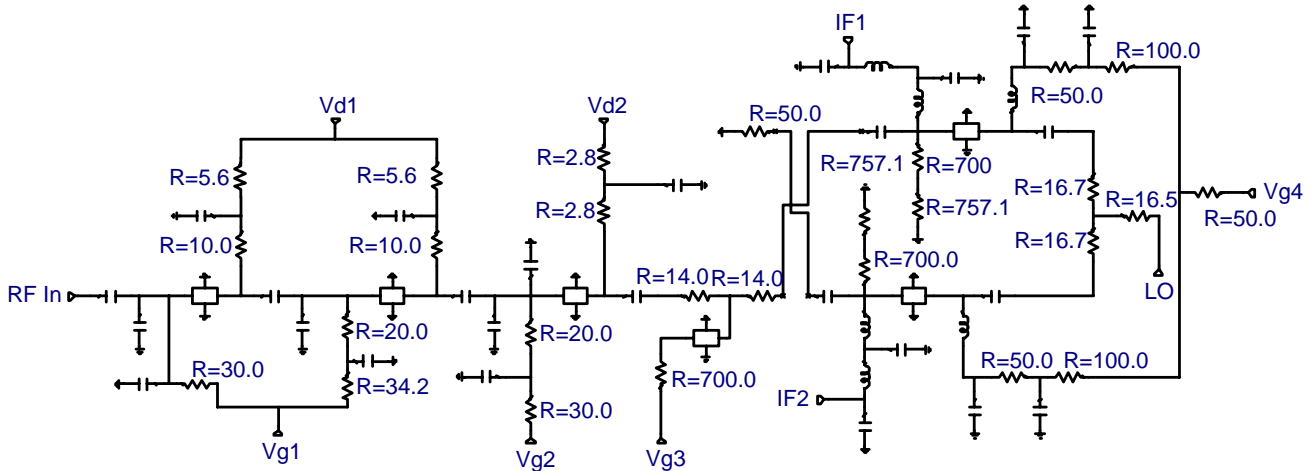 IF1
R=100.0
Vd1
Vd2
R=50.0
R=50.0
R=5.6
R=5.6
R=2.8
R=757.1
R=700
R=16.7
R=16.5
Vg4
R=2.8
R=757.1
R=50.0
R=10.0
R=10.0
R=16.7
R=700.0
R=14.0
R=14.0
RF In
LO
R=20.0
R=20.0
R=30.0
R=50.0
R=100.0
R=700.0
R=34.2
IF2
R=30.0
Vg1
Vg2
Vg3